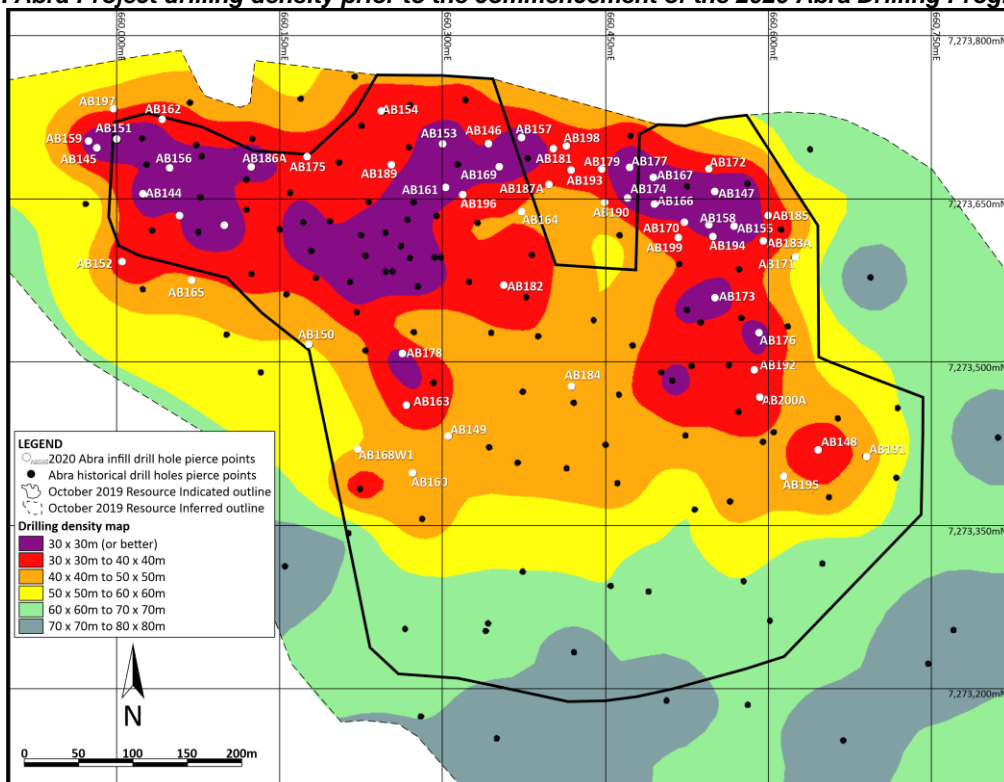 Abra Project drilling density prior to the commencement of the 2020 Abra Drilling Prog
660,000mE
660,150mE
660,300mE
660,450mE
660,600mE
660,750mE
7,273,800mN
AB197
AB162
AB154
AB159
AB151
AB153
AB146
AB157
AB198
AB145
AB156
AB186A
AB175
AB189
AB169
AB181
AB179
AB177
AB172
AB193
AB167
AB144
AB161
AB187A
AB174
AB147
AB196
AB190
AB166
7,273,650mN
AB164
AB185
AB170
AB158
AB155
AB199
AB194
AB183A
AB152
AB171
AB165
AB182
AB173
AB150
AB176
AB178
7,273,500mN
AB192
AB184
AB163
AB200A
AB149
AB168W1
AB148
AB191
AB160
AB195
7,273,350mN
7,273,200mN
LEGEND
2020 Abra infill drill hole pierce points
Abra historical drill holes pierce points
October 2019 Resource Indicated outline
October 2019 Resource Inferred outline
Drilling density map
30 x 30m (or better)
30 x 30m to 40 x 40m
40 x 40m to 50 x 50m
50 x 50m to 60 x 60m
60 x 60m to 70 x 70m
70 x 70m to 80 x 80m
N
0 50 100 150 200m